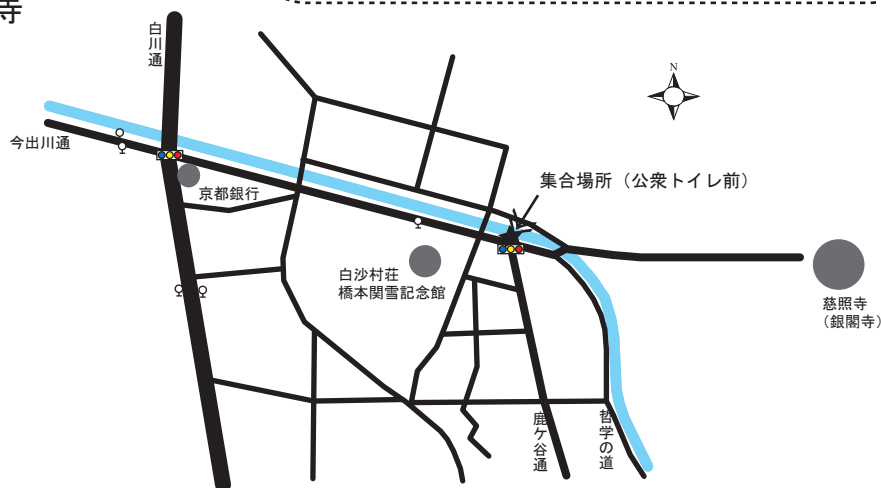 寺
白川通
N
今出川通
京都銀行
集合場所（公衆トイレ前）
白沙村荘
橋本関雪記念館
慈照寺
（銀閣寺）
鹿ケ谷通
哲学の道